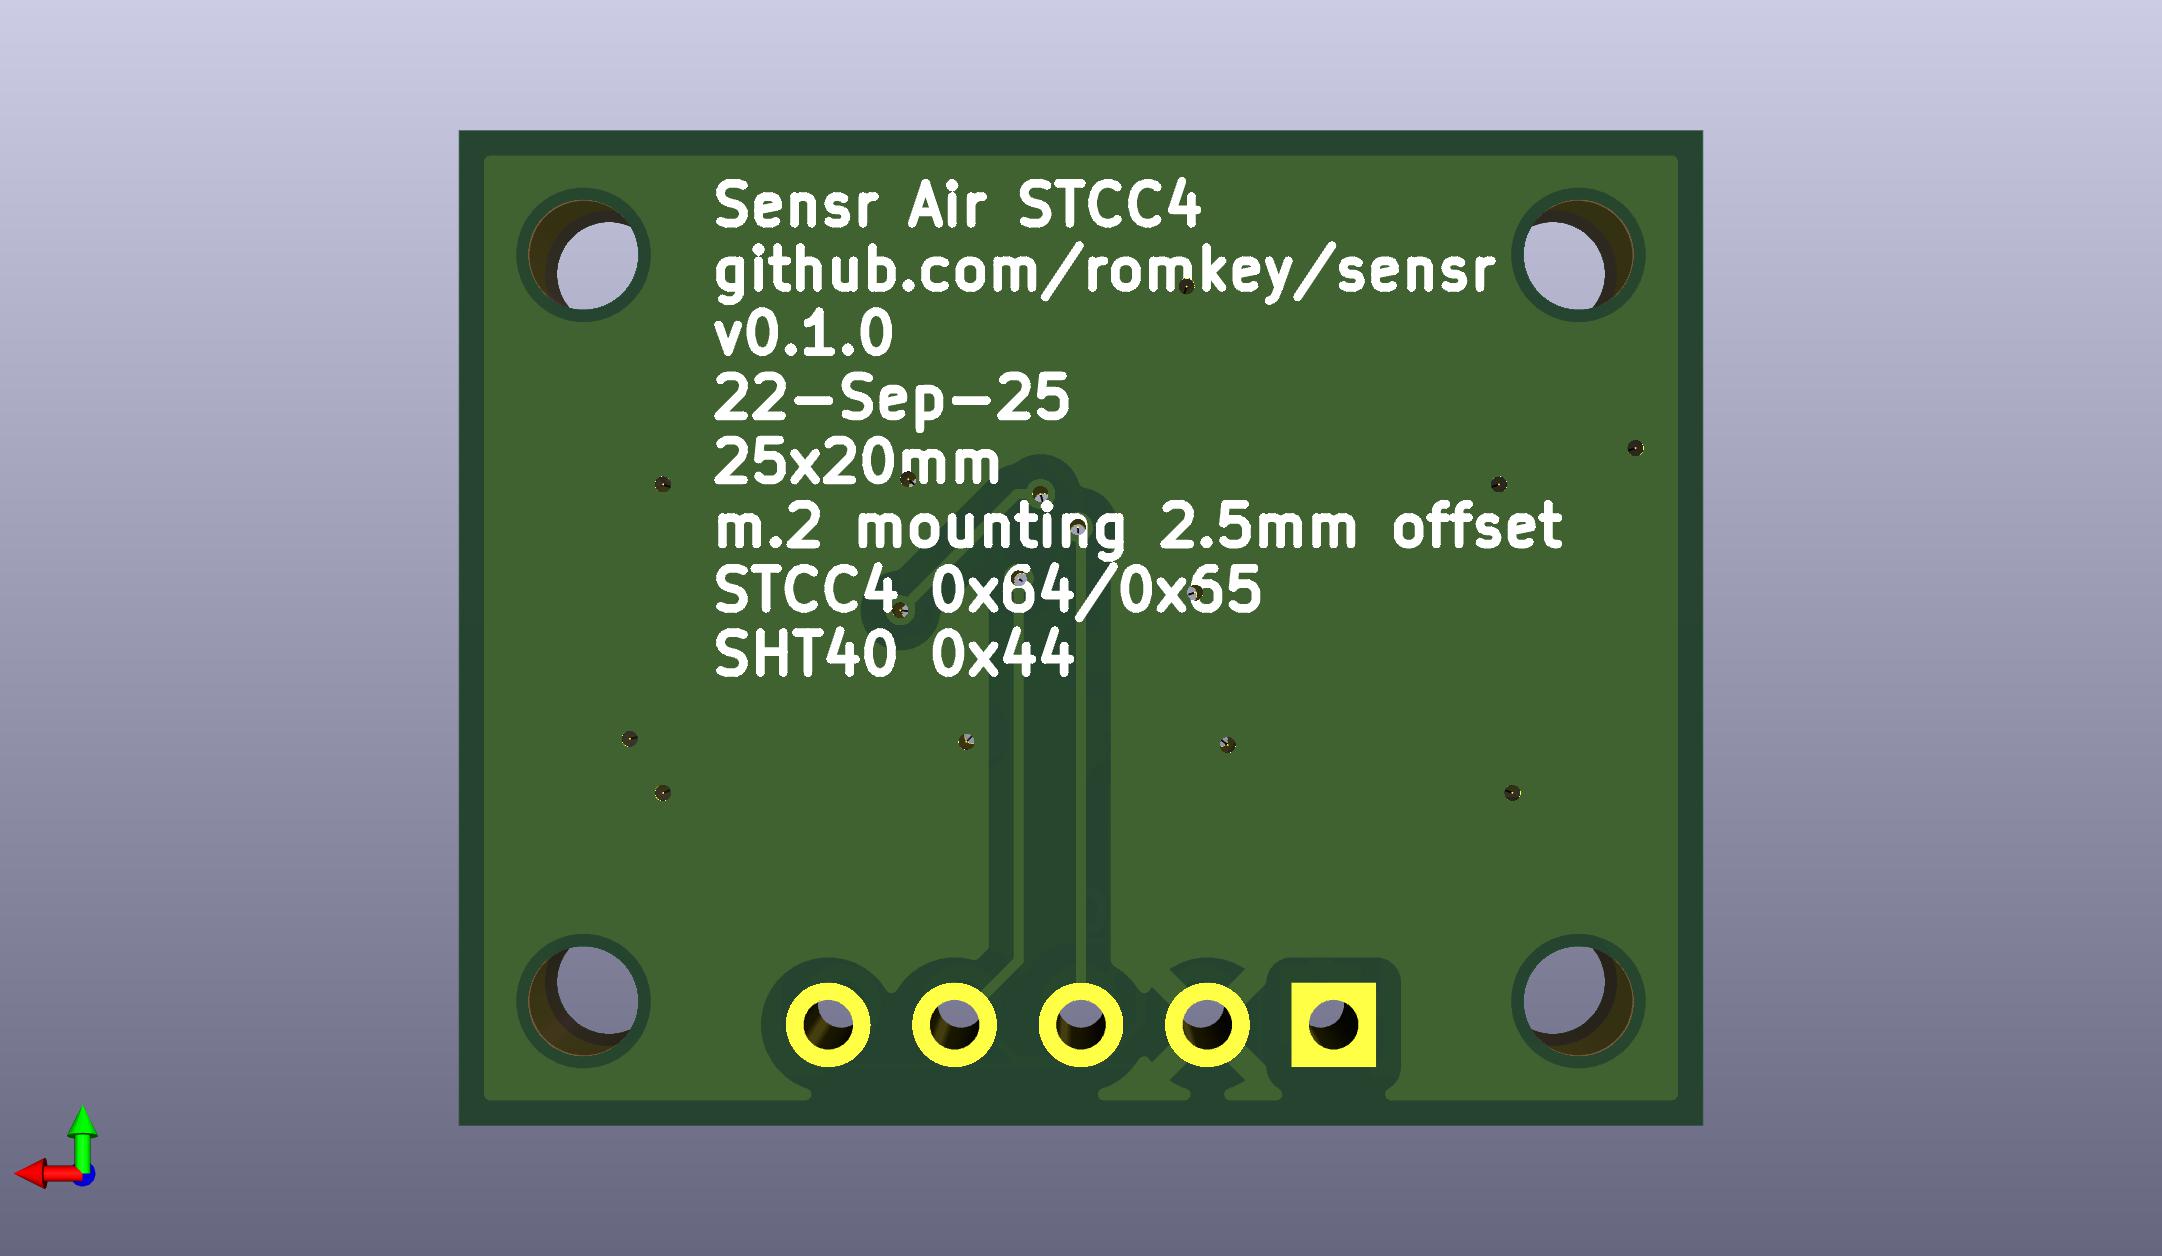 Sensr Air STCC4
github.com/romkey/sensr
v0.1.0
22-Sep-25
25x20mm
m.2 mounting 2.5mm offset
STCC4 0x64/0x65
SHT40 0x44